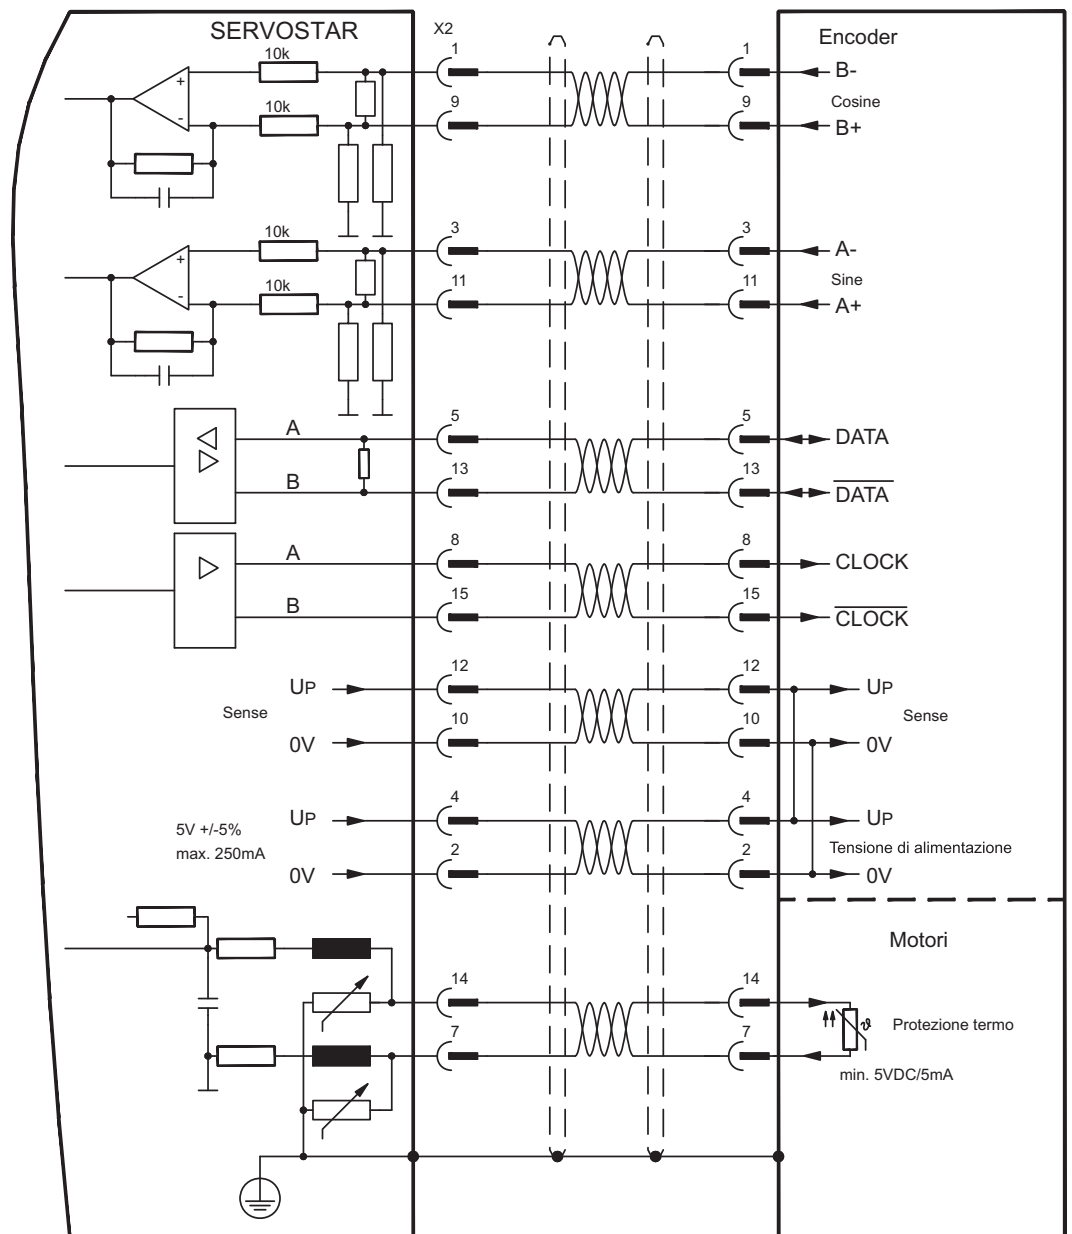 SERVOSTAR
X2
Encoder
10k
1
1
B-
Cosine
10k
9
9
B+
10k
3
3
A-
Sine
10k
11
11
A+
A
5
5
DATA
B
13
13
DATA
A
8
8
CLOCK
B
15
15
CLOCK
UP
12
12
UP
Sense
Sense
0V
10
10
0V
5V +/-5%
UP
4
4
UP
max. 250mA
Tensione di alimentazione
0V
2
2
0V
Motori
14
14
ϑ
Protezione termo
7
7
min. 5VDC/5mA